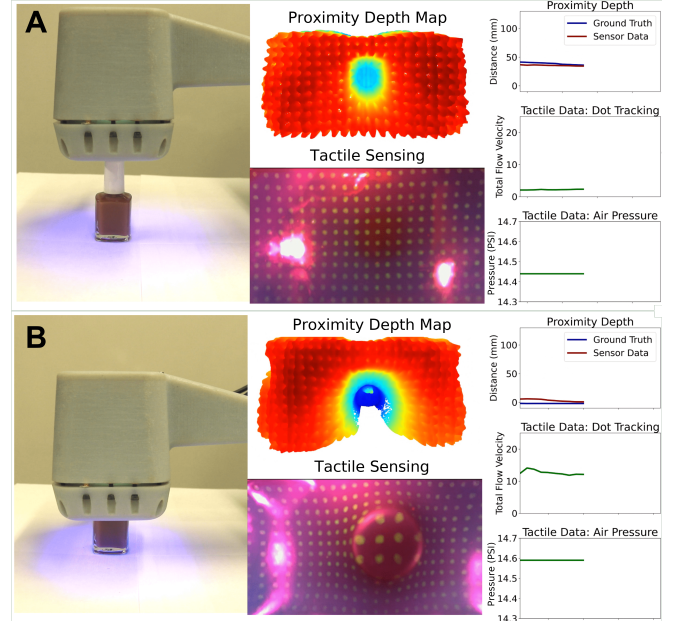 A
Proximity Depth Map
Tactile Sensing
Proximity Depth
Distance (mm)
100
50
0
Ground Truth
Sensor Data
Tactile Data: Dot Tracking
Total Flow Velocity
20
10
0
Tactile Data: Air Pressure
Pressure (PSI)
14.7
14.6
14.5
14.4
14.3
B
Proximity Depth Map
Tactile Sensing
Proximity Depth
Distance (mm)
100
50
0
Ground Truth
Sensor Data
Tactile Data: Dot Tracking
Total Flow Velocity
20
10
0
Tactile Data: Air Pressure
Pressure (PSI)
14.7
14.6
14.5
14.4
14.3